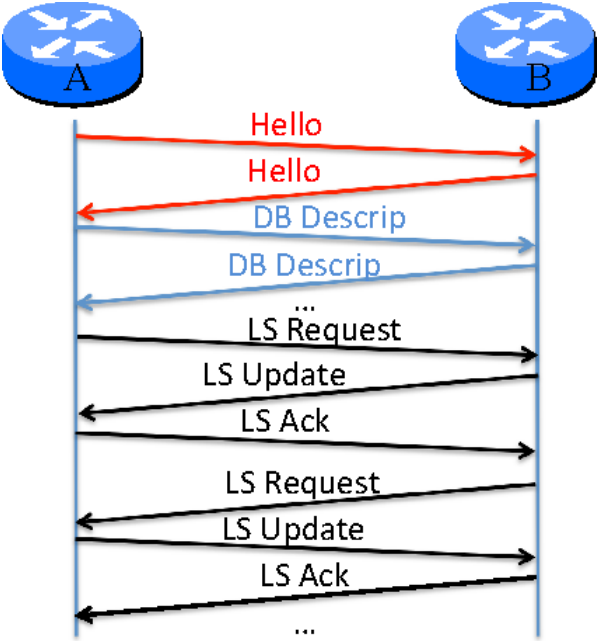 A
B
Hello
Hello
DB Descrip
DB Descrip
...
LS Request
LS Update
LS Ack
LS Request
LS Update
LS Ack
...